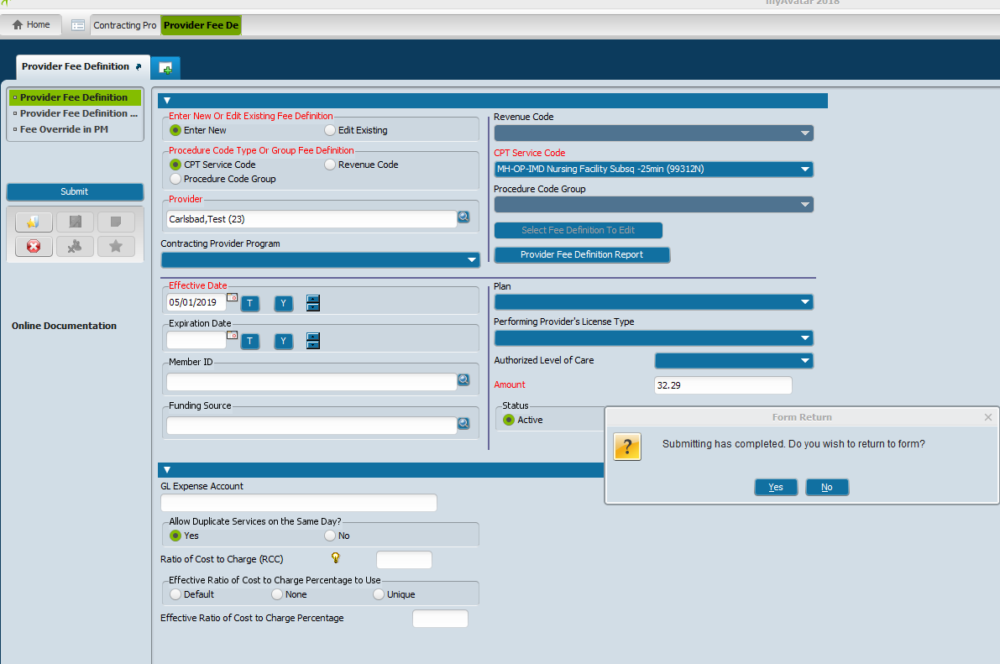 myAvatar 2018
Home
Contracting Pro
Provider Fee De
Provider Fee Definition
Provider Fee Definition
Provider Fee Definition ...
Fee Override in PM
Submit
Online Documentation
Enter New Or Edit Existing Fee Definition
Enter New
Edit Existing
Procedure Code Type Or Group Fee Definition
CPT Service Code
Revenue Code
Procedure Code Group
Provider
Carlsbad,Test (23)
Contracting Provider Program
Revenue Code
CPT Service Code
MH-OP-IMD Nursing Facility Subsq -25min (99312N)
Procedure Code Group
Select Fee Definition To Edit
Provider Fee Definition Report
Effective Date
05/01/2019
T
Y
Expiration Date
T
Y
Member ID
Funding Source
Plan
Performing Provider's License Type
Authorized Level of Care
Amount
32.29
Status
Active
Form Return
?
Submitting has completed. Do you wish to return to form?
Yes
No
GL Expense Account
Allow Duplicate Services on the Same Day?
Yes
No
Ratio of Cost to Charge (RCC)
Effective Ratio of Cost to Charge Percentage to Use
Default
None
Unique
Effective Ratio of Cost to Charge Percentage